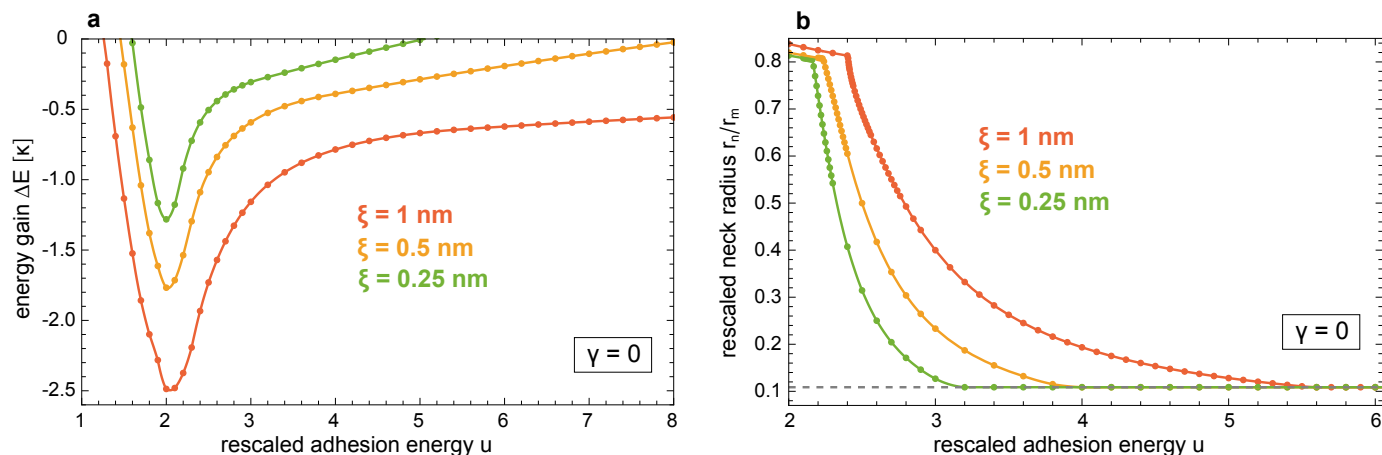 a
energy gain ΔE [κ]
0
-0.5
-1.0
-1.5
-2.0
-2.5
ξ = 1 nm
ξ = 0.5 nm
ξ = 0.25 nm
γ = 0
1 2 3 4 5 6 7 8
rescaled adhesion energy u
b
rescaled neck radius rₙ/rₘ
0.8
0.7
0.6
0.5
0.4
0.3
0.2
0.1
ξ = 1 nm
ξ = 0.5 nm
ξ = 0.25 nm
γ = 0
2 3 4 5 6
rescaled adhesion energy u